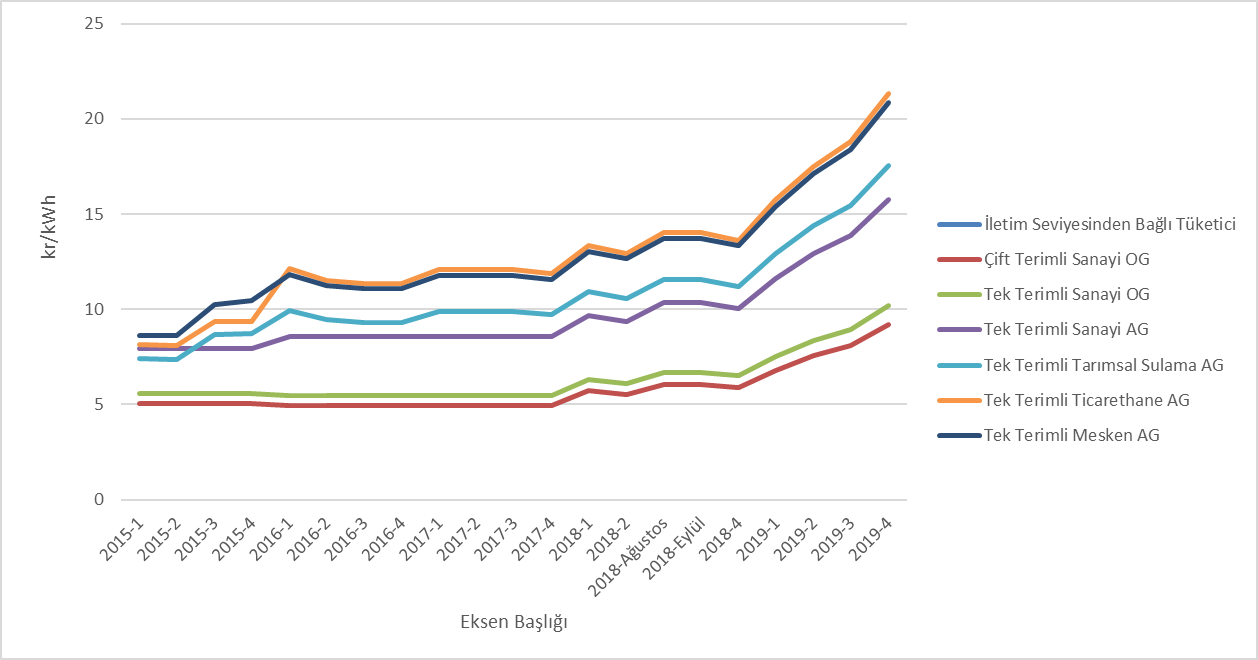 25
20
15
10
5
0
kr/kWh
2015-1
2015-2
2015-3
2015-4
2016-1
2016-2
2016-3
2016-4
2017-1
2017-2
2017-3
2017-4
2018-1
2018-2
2018-Ağustos
2018-Eylül
2018-4
2019-1
2019-2
2019-3
2019-4
Eksen Başlığı
İletim Seviyesinden Bağlı Tüketici
Çift Terimli Sanayi OG
Tek Terimli Sanayi OG
Tek Terimli Sanayi AG
Tek Terimli Tarımsal Sulama AG
Tek Terimli Ticarethane AG
Tek Terimli Mesken AG